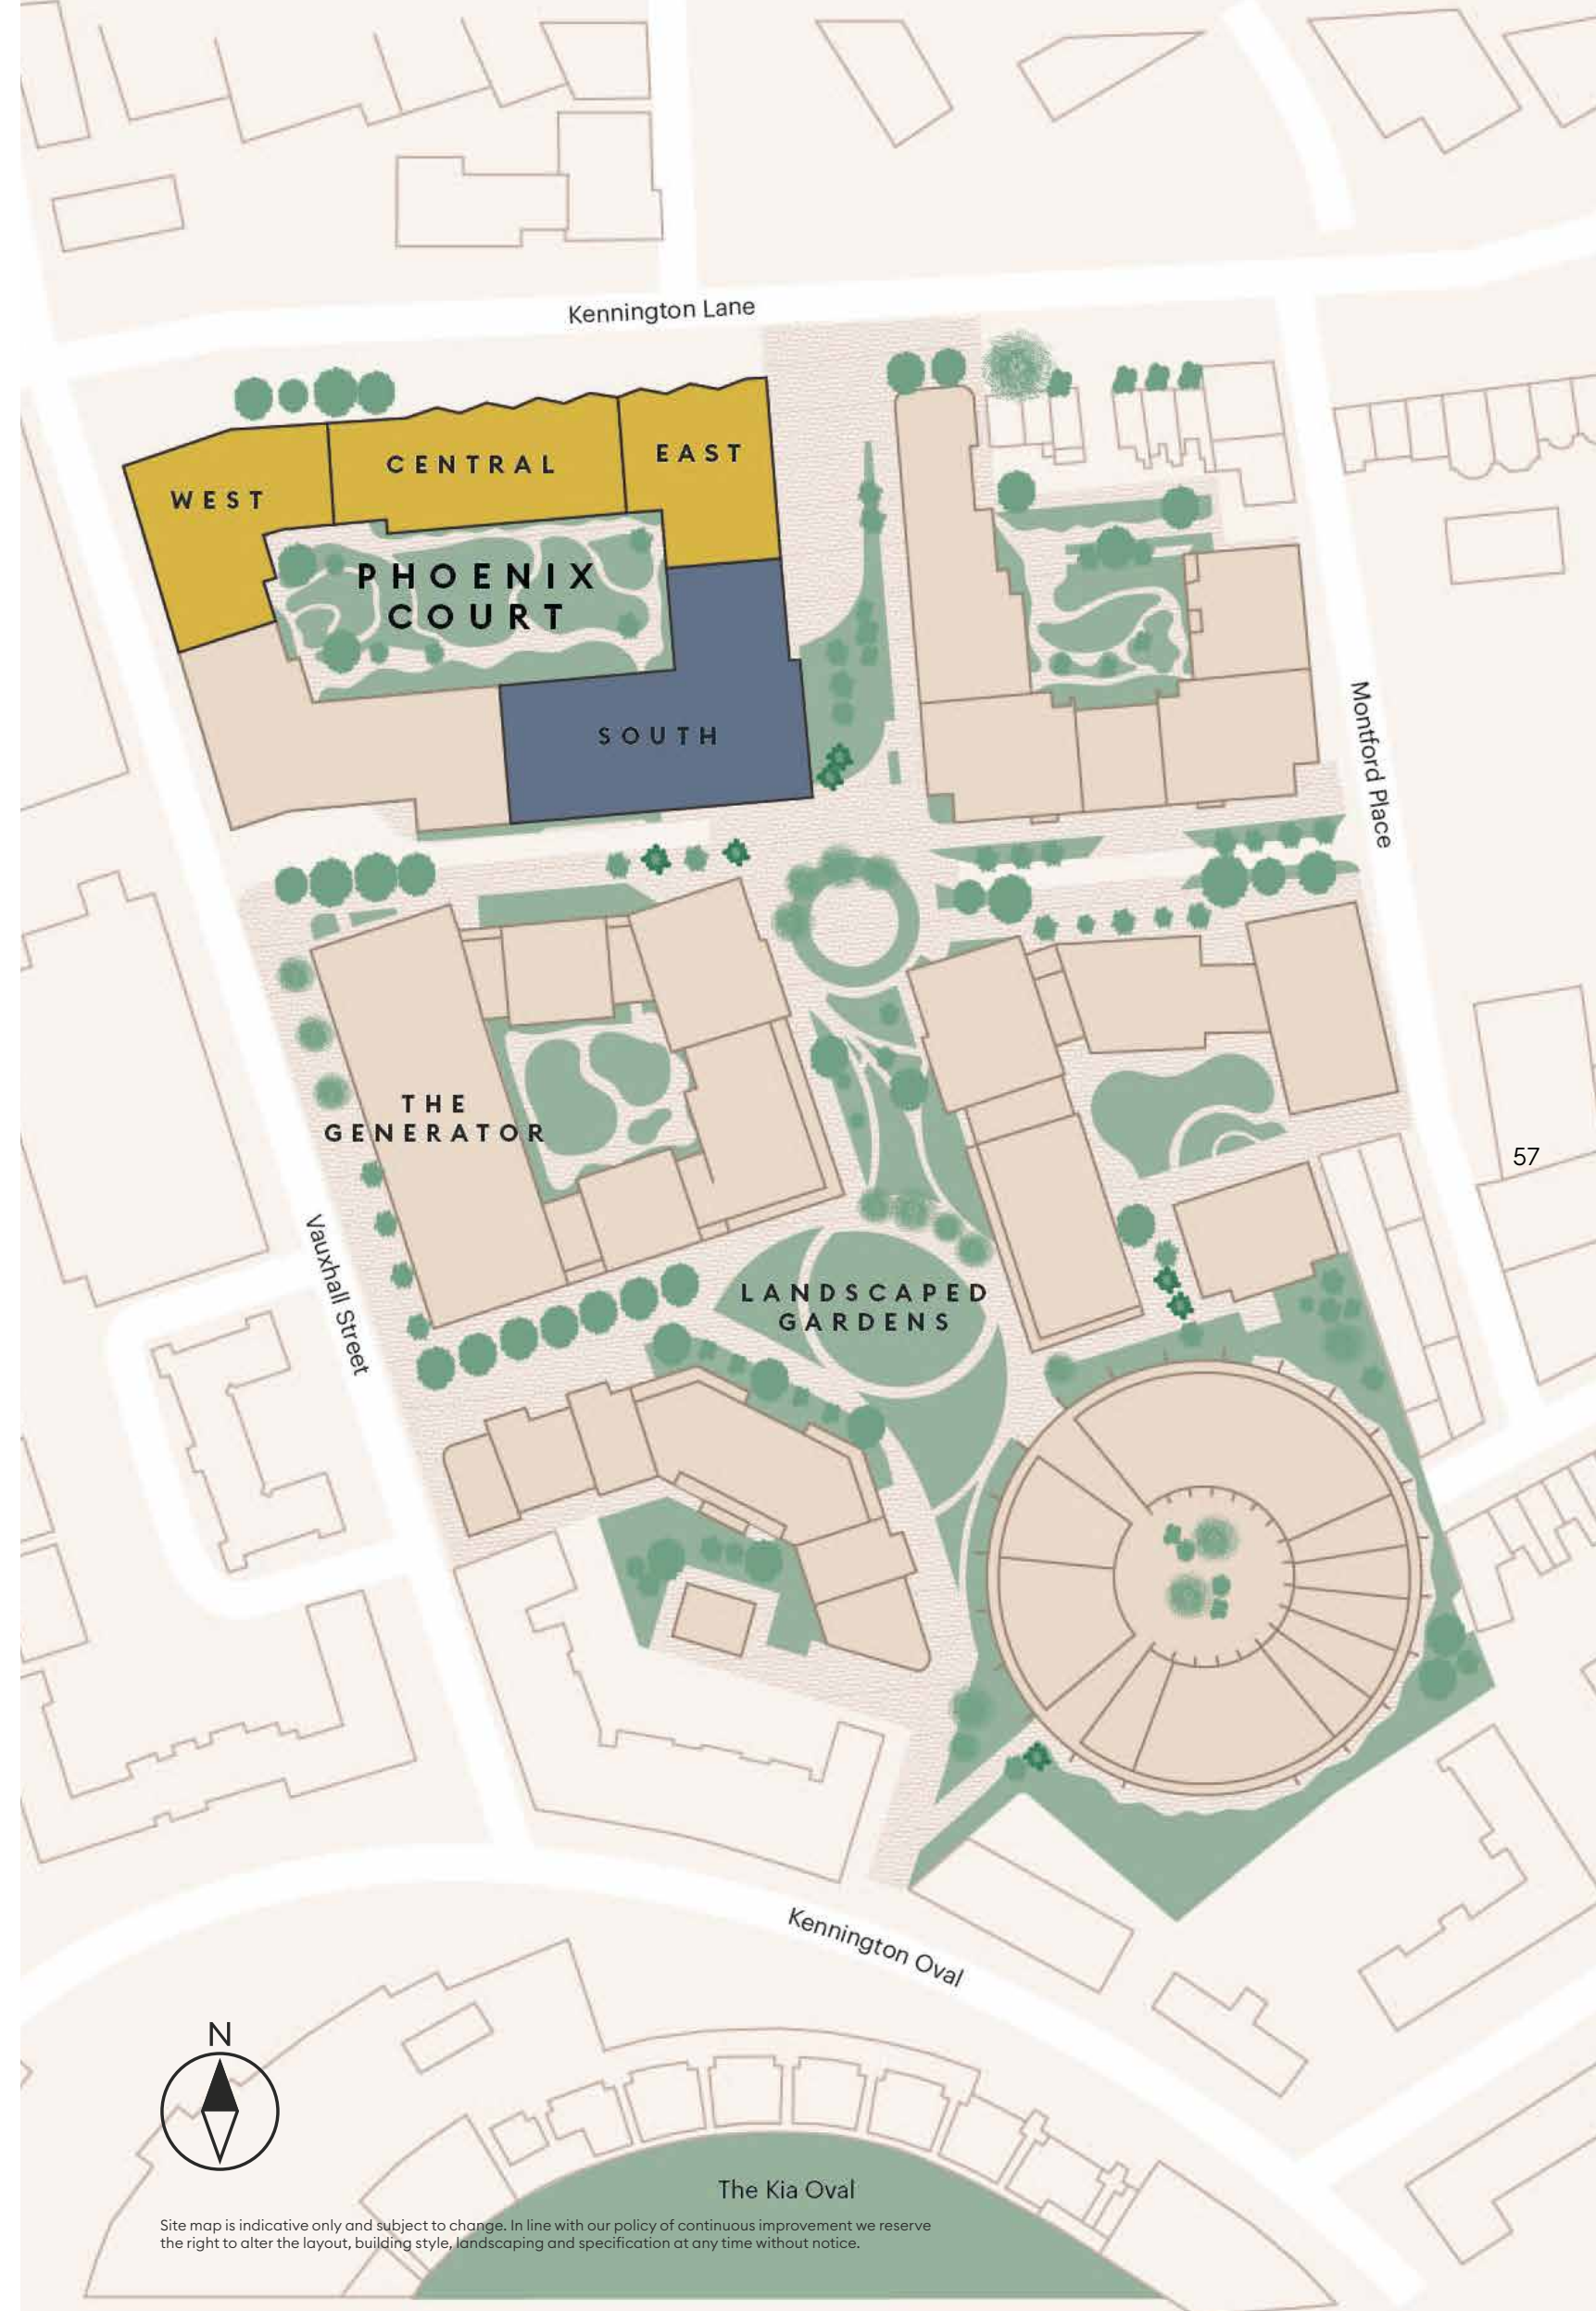 Kennington Lane
CENTRAL
EAST
WEST
PHOENIX
COURT
SOUTH
Montford Place
THE
GENERATOR
57
Vauxhall Street
LANDSCAPED
GARDENS
Kennington Oval
N
The Kia Oval
Site map is indicative only and subject to change. In line with our policy of continuous improvement we reserve
the right to alter the layout, building style, landscaping and specification at any time without notice.